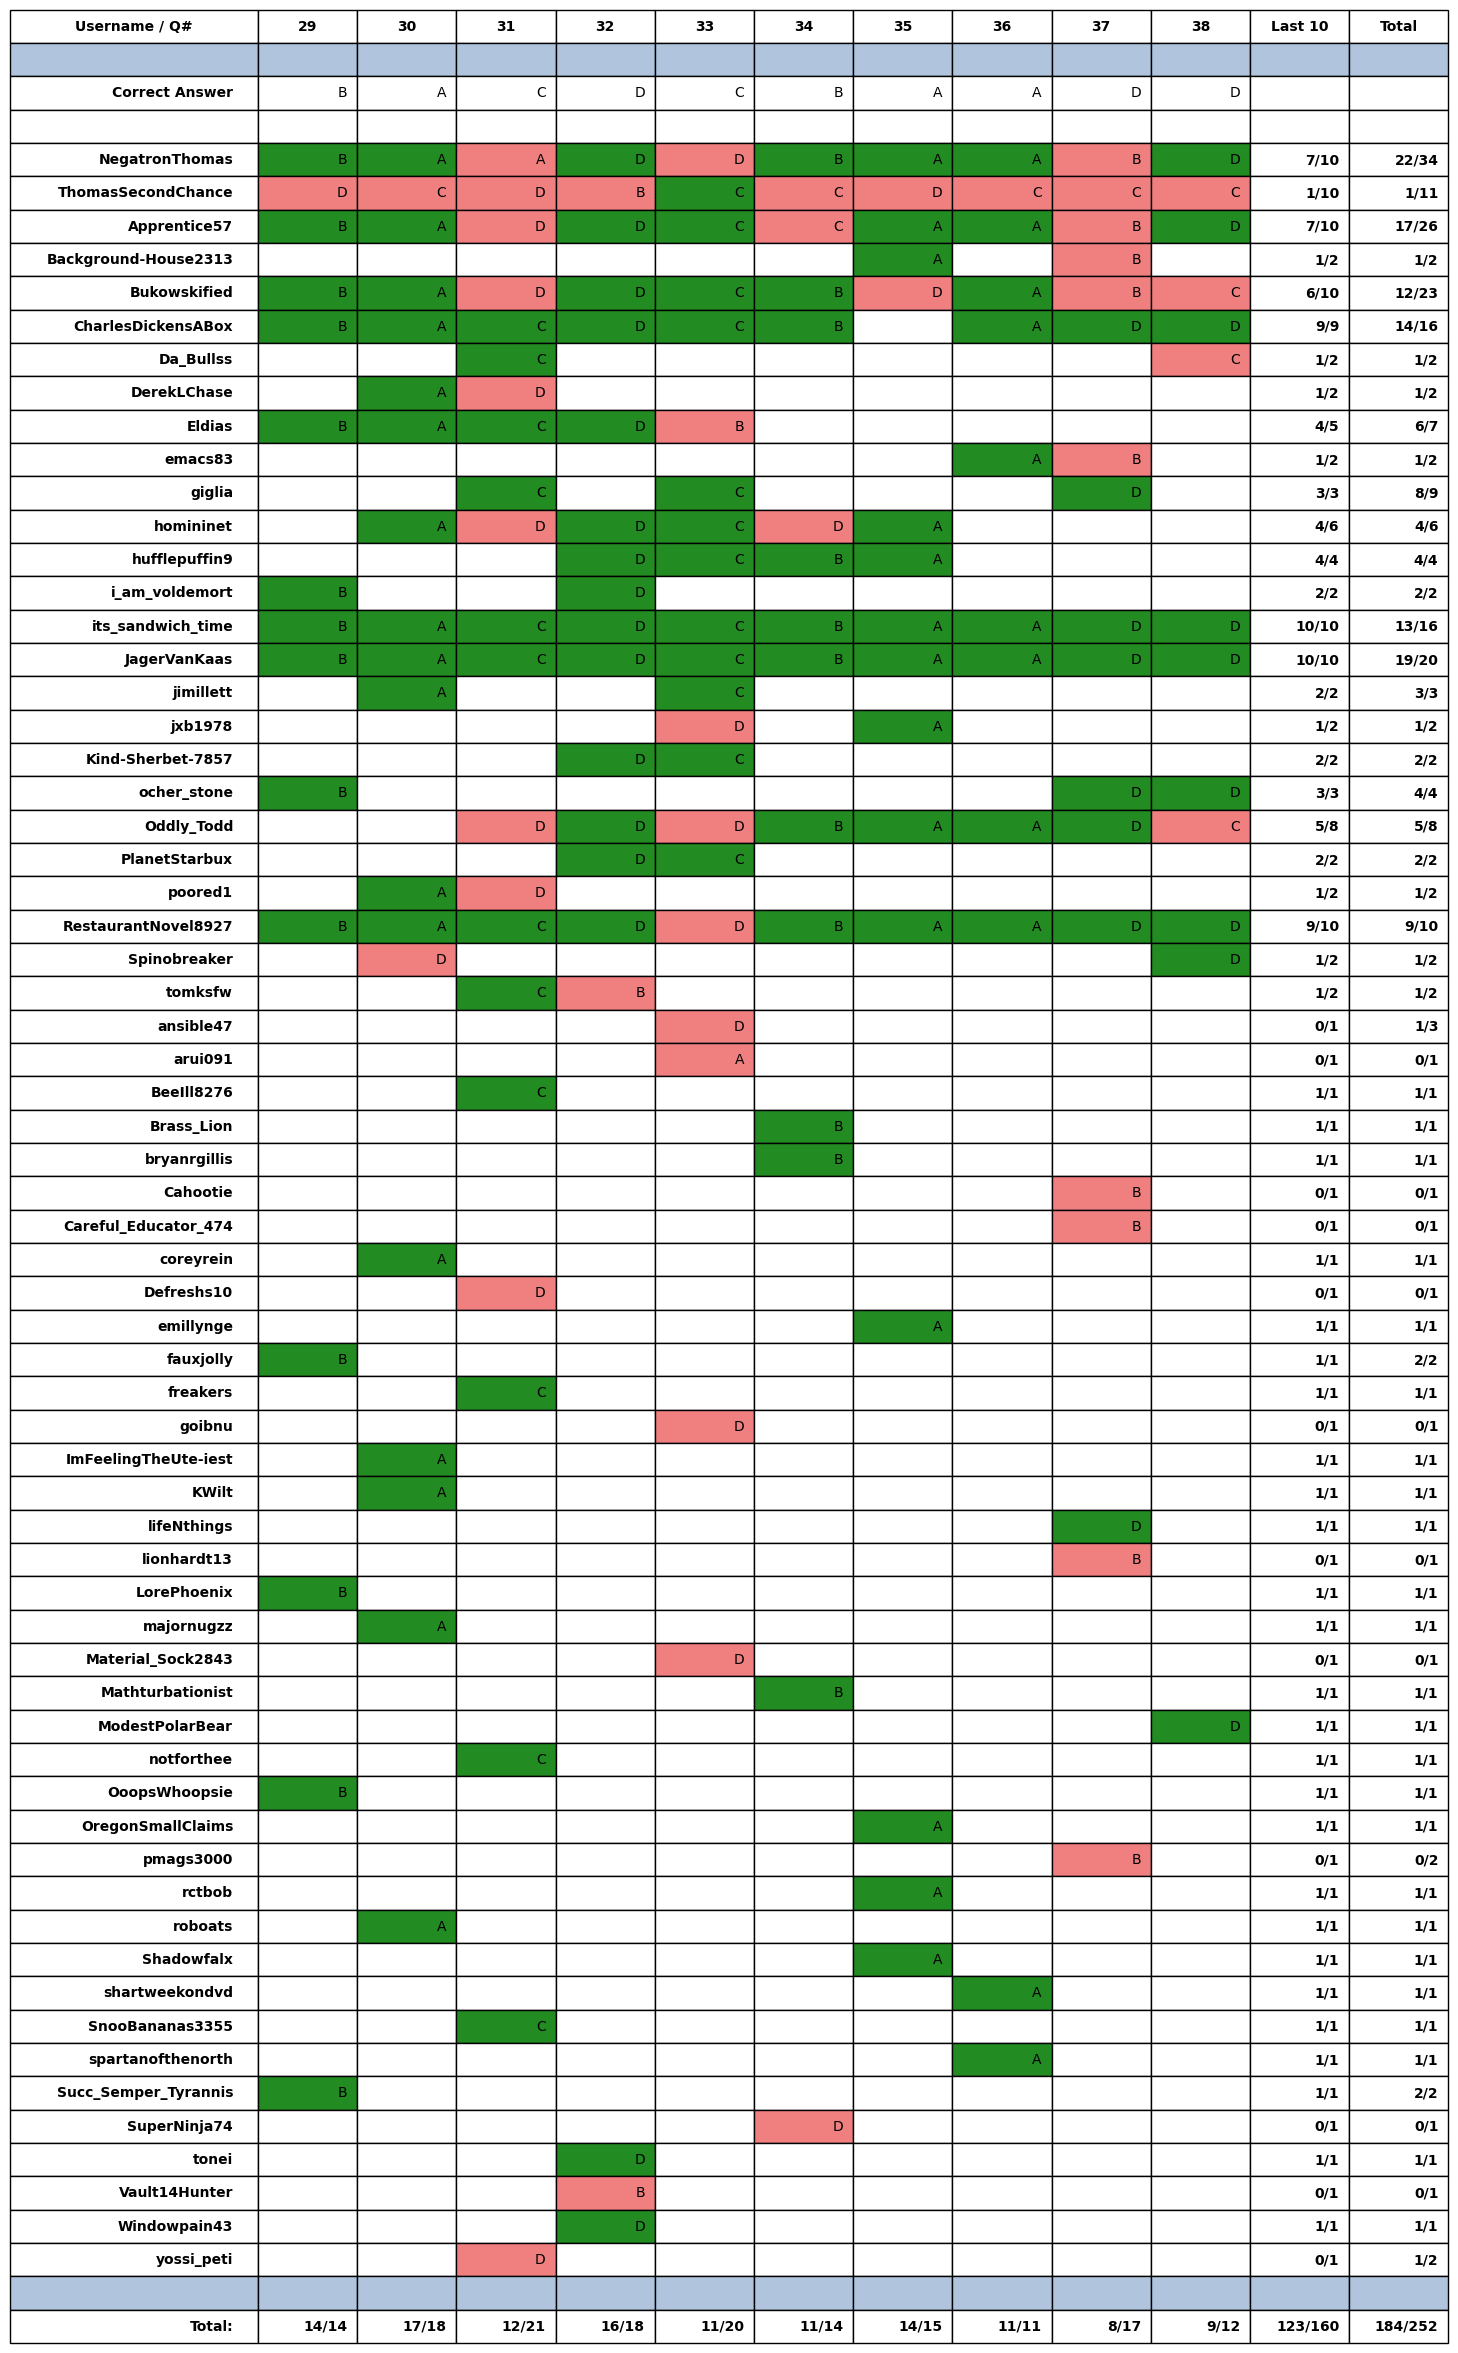 Username / Q# 29 30 31 32 33 34 35 36 37 38 Last 10 Total
Correct Answer B A C D C B A A D D
NegatronThomas B A A D D B A A B D 7/10 22/34
ThomasSecondChance D C D B C C D C C C 1/10 1/11
Apprentice57 B A D D C C A A B D 7/10 17/26
Background-House2313 A B 1/2 1/2
Bukowskified B A D D C B D A B C 6/10 12/23
CharlesDickensABox B A C D C B A D D 9/9 14/16
Da_Bullss C C 1/2 1/2
DerekLChase A D 1/2 1/2
Eldias B A C D B 4/5 6/7
emacs83 A B 1/2 1/2
giglia C C D 3/3 8/9
homininet A D D C D A 4/6 4/6
hufflepuffin9 D C B A 4/4 4/4
i_am_voldemort B D 2/2 2/2
its_sandwich_time B A C D C B A A D D 10/10 13/16
JagerVanKaas B A C D C B A A D D 10/10 19/20
jimillett A C 2/2 3/3
jxb1978 D A 1/2 1/2
Kind-Sherbet-7857 D C 2/2 2/2
ocher_stone B D D 3/3 4/4
Oddly_Todd D D D B A A D C 5/8 5/8
PlanetStarbux D C 2/2 2/2
poored1 A D 1/2 1/2
RestaurantNovel8927 B A C D D B A A D D 9/10 9/10
Spinobreaker D D 1/2 1/2
tomksfw C B 1/2 1/2
ansible47 D 0/1 1/3
arui091 A 0/1 0/1
BeeIll8276 C 1/1 1/1
Brass_Lion B 1/1 1/1
bryanrgillis B 1/1 1/1
Cahootie B 0/1 0/1
Careful_Educator_474 B 0/1 0/1
coreyrein A 1/1 1/1
Defreshs10 D 0/1 0/1
emillynge A 1/1 1/1
fauxjolly B 1/1 2/2
freakers C 1/1 1/1
goibnu D 0/1 0/1
ImFeelingTheUte-iest A 1/1 1/1
KWilt A 1/1 1/1
lifeNthings D 1/1 1/1
lionhardt13 B 0/1 0/1
LorePhoenix B 1/1 1/1
majornugzz A 1/1 1/1
Material_Sock2843 D 0/1 0/1
Mathturbationist B 1/1 1/1
ModestPolarBear D 1/1 1/1
notforthee C 1/1 1/1
OoopsWhoopsie B 1/1 1/1
OregonSmallClaims A 1/1 1/1
pmags3000 B 0/1 0/2
rctbob A 1/1 1/1
roboats A 1/1 1/1
Shadowfalx A 1/1 1/1
shartweekondvd A 1/1 1/1
SnooBananas3355 C 1/1 1/1
spartanofthenorth A 1/1 1/1
Succ_Semper_Tyrannis B 1/1 2/2
SuperNinja74 D 0/1 0/1
tonei D 1/1 1/1
Vault14Hunter B 0/1 0/1
Windowpain43 D 1/1 1/1
yossi_peti D 0/1 1/2
Total: 14/14 17/18 12/21 16/18 11/20 11/14 14/15 11/11 8/17 9/12 123/160 184/252